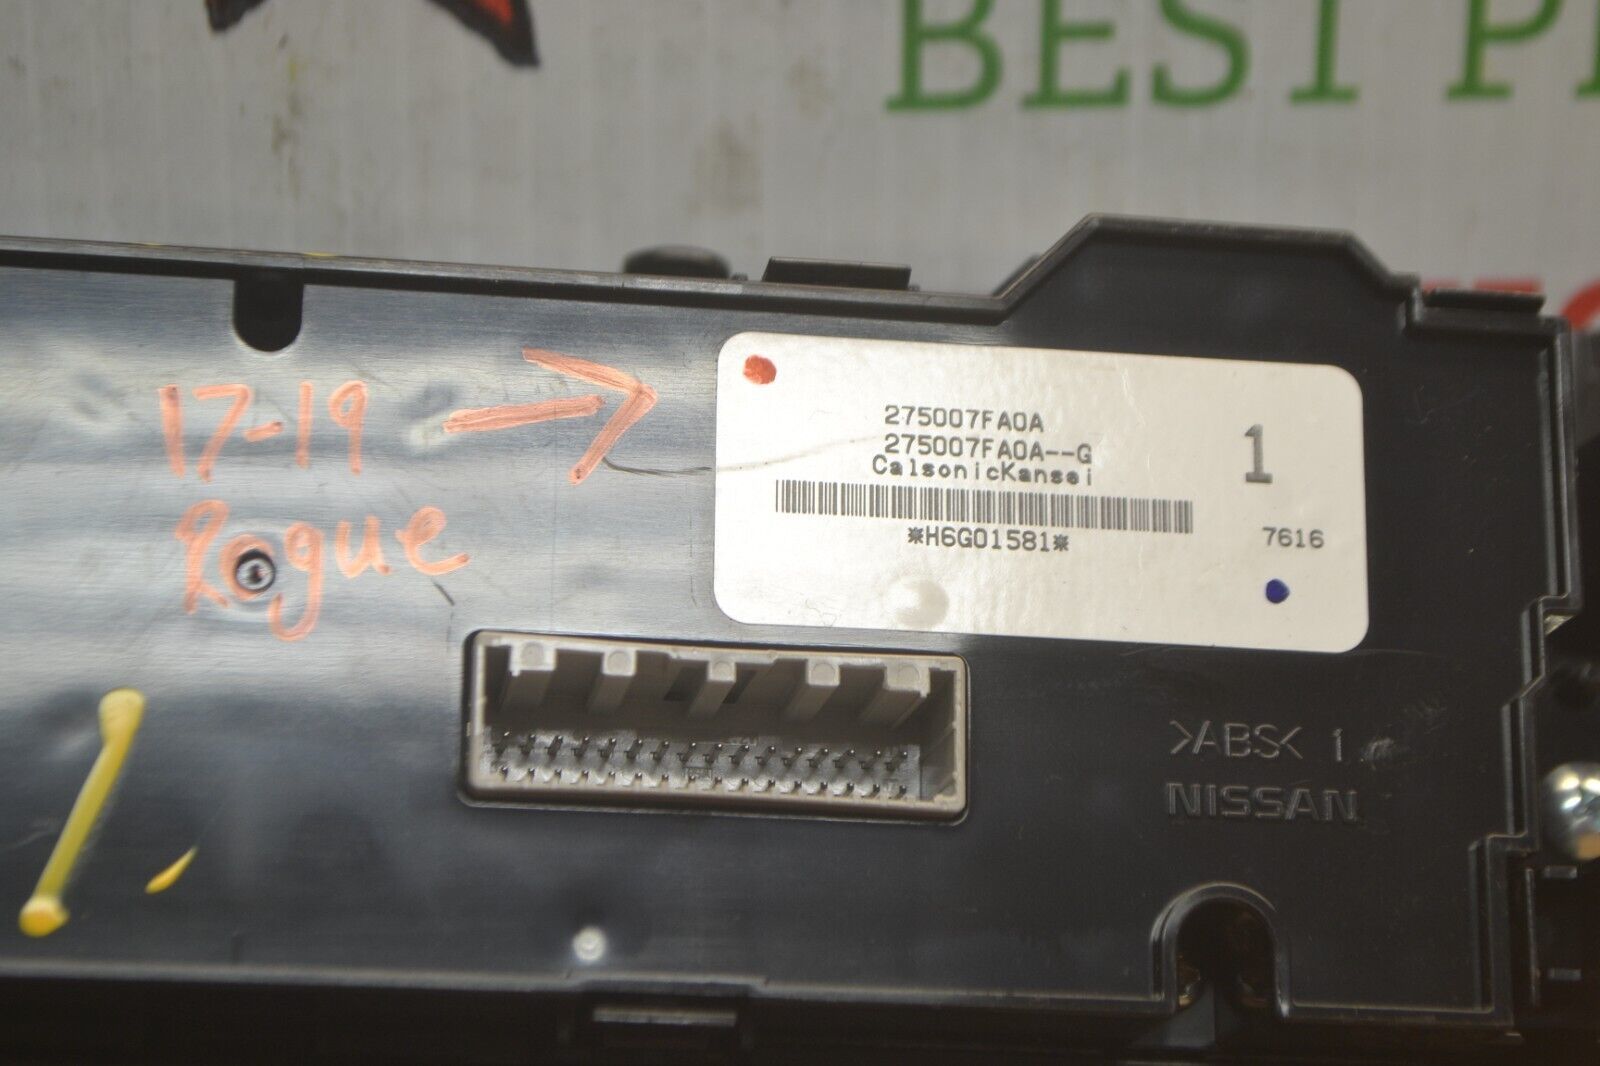 BEST
17-19
Rogue
275007FA0A
275007FA0A--G
CalsonicKansei
1
*H6G01581*
7616
>ABS< 1
NISSAN